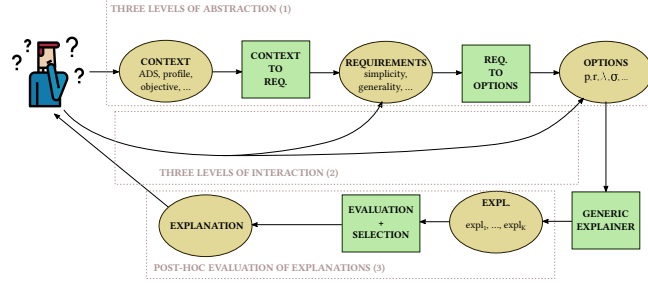 THREE LEVELS OF ABSTRACTION (1)
? ? ? ?
CONTEXT
ADS, profile,
objective, ...
CONTEXT
TO
REQ.
REQUIREMENTS
simplicity,
generality, ...
REQ.
TO
OPTIONS
OPTIONS
p, r, \, σ, ...
THREE LEVELS OF INTERACTION (2)
EXPLANATION
EVALUATION
+
SELECTION
EXPL.
expl₁, ..., explₖ
GENERIC
EXPLAINER
POST-HOC EVALUATION OF EXPLANATIONS (3)